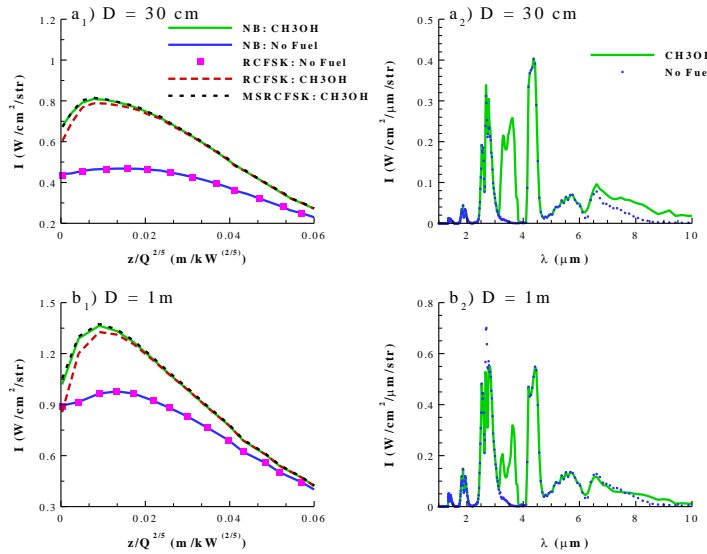 a1) D = 30 cm
NB: CH3OH
NB: No Fuel
RCFSK: No Fuel
RCFSK: CH3OH
MSRCFSK: CH3OH
I (W/cm²/str)
1.2
1
0.8
0.6
0.4
0.2
0
0.02
0.04
0.06
z/Q^2/5 (m/kW^(2/5))
a2) D = 30 cm
CH3OH
No Fue
I (W/cm²/μm/str)
0.5
0.4
0.3
0.2
0.1
0
2
4
6
8
10
λ (μm)
b1) D = 1m
I (W/cm²/str)
1.5
1.2
0.9
0.6
0.3
0
0.02
0.04
0.06
z/Q^2/5 (m/kW^(2/5))
b2) D = 1m
I (W/cm²/μm/str)
0.8
0.6
0.4
0.2
0
2
4
6
8
10
λ (μm)